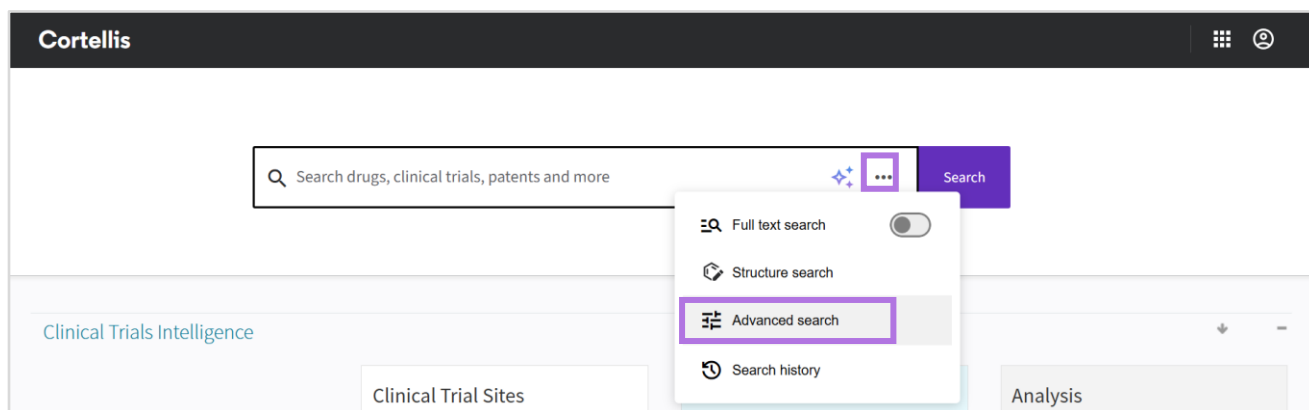 Cortellis
Search drugs, clinical trials, patents and more
Search
Full text search
Structure search
Advanced search
Search history
Clinical Trials Intelligence
Clinical Trial Sites
Analysis